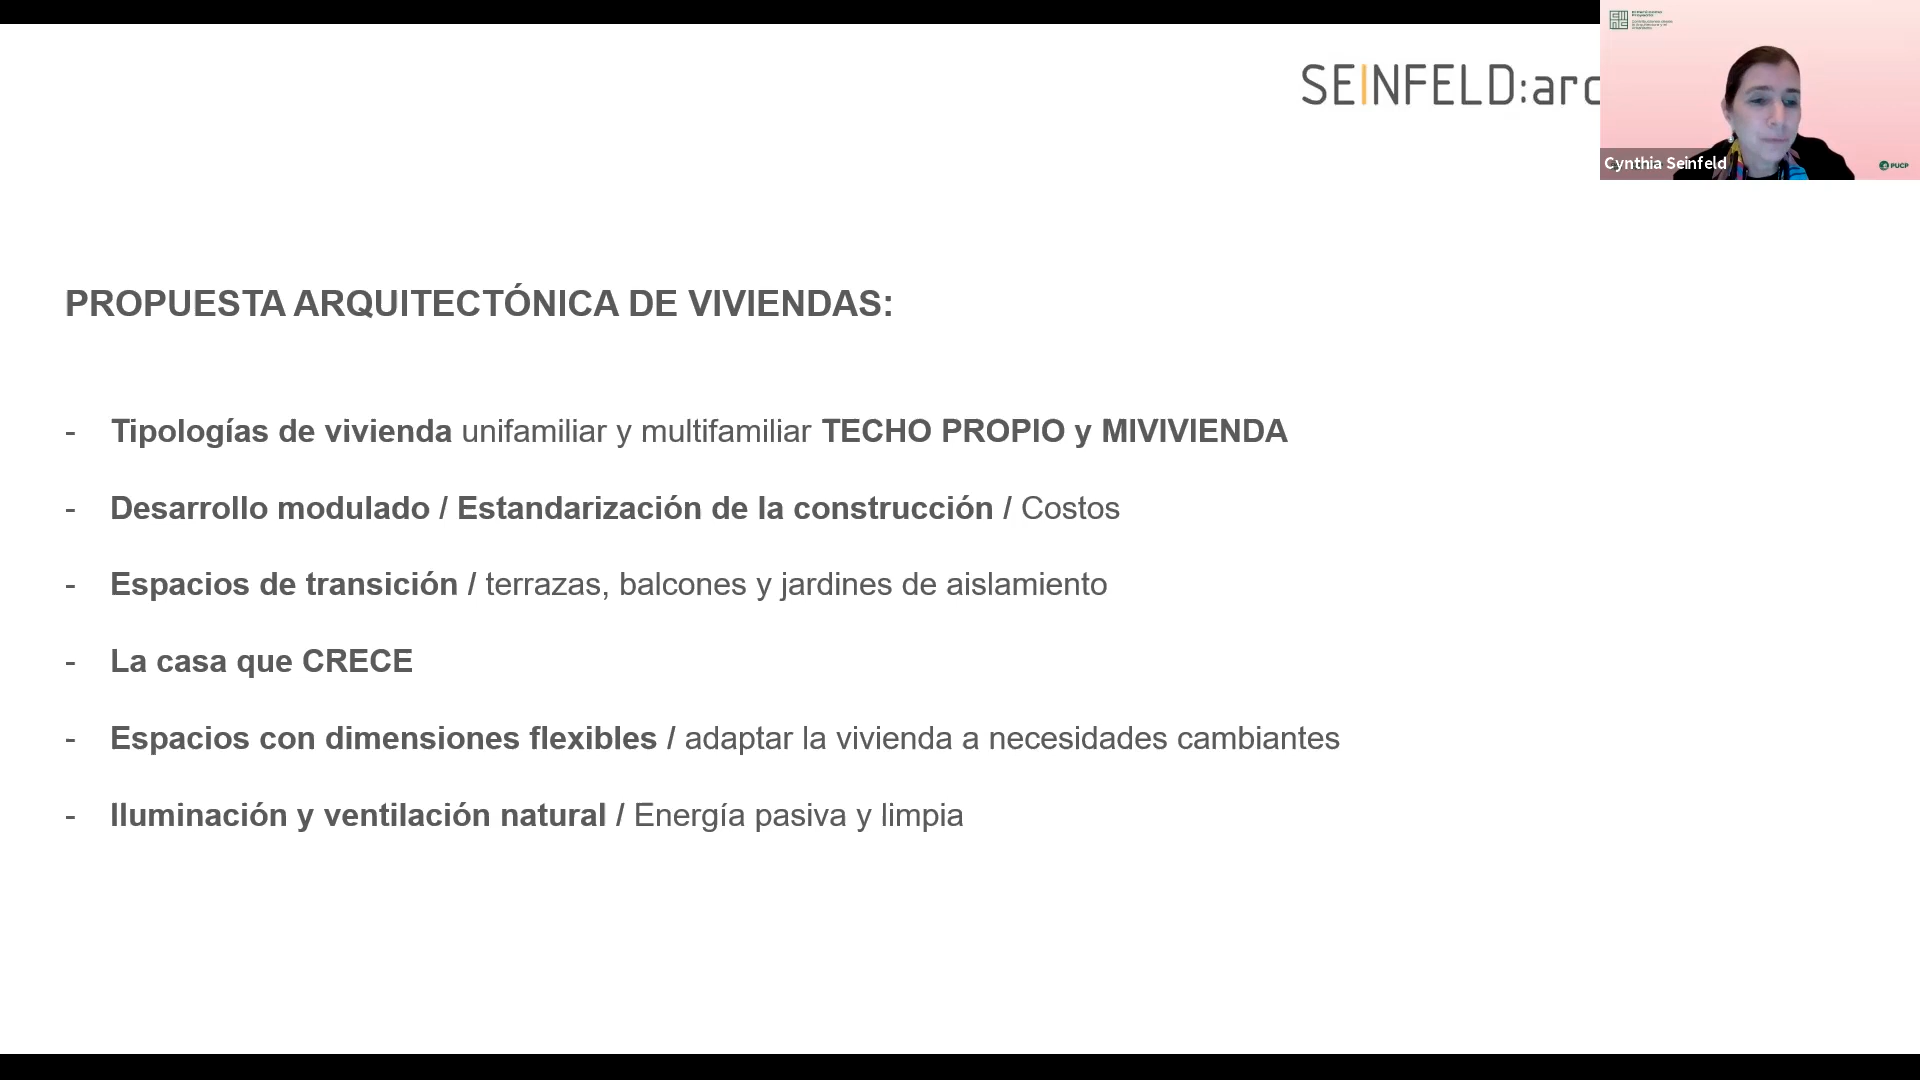 SEINFELD:arc
Cynthia Seinfeld
PUCP
PROPUESTA ARQUITECTÓNICA DE VIVIENDAS:
- Tipologías de vivienda unifamiliar y multifamiliar TECHO PROPIO y MIVIVIENDA
- Desarrollo modulado / Estandarización de la construcción / Costos
- Espacios de transición / terrazas, balcones y jardines de aislamiento
- La casa que CRECE
- Espacios con dimensiones flexibles / adaptar la vivienda a necesidades cambiantes
- Iluminación y ventilación natural / Energía pasiva y limpia